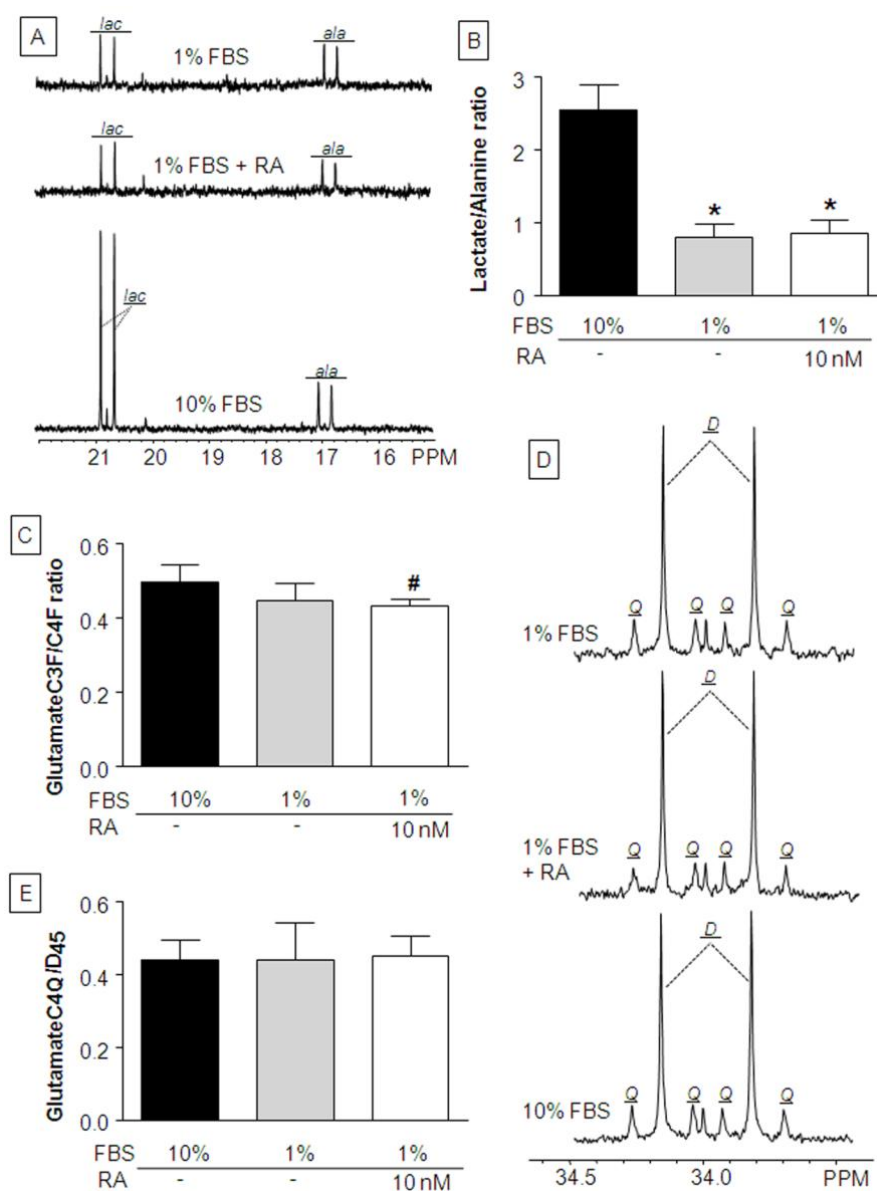 A
lac
ala
1% FBS
lac
ala
1% FBS + RA
lac
ala
10% FBS
21 20 19 18 17 16 PPM
B
Lactate/Alanine ratio
3
2
1
0
* *
FBS 10% 1% 1%
RA - - 10 nM
C
GlutamateC3F/C4F ratio
0.6
0.4
0.2
0.0
#
FBS 10% 1% 1%
RA - - 10 nM
D
D
Q Q Q Q
1% FBS
D
Q Q Q Q
1% FBS
+ RA
D
Q Q Q Q
10% FBS
34.5 34.0 PPM
E
GlutamateC4Q/D45
0.6
0.4
0.2
0.0
FBS 10% 1% 1%
RA - - 10 nM